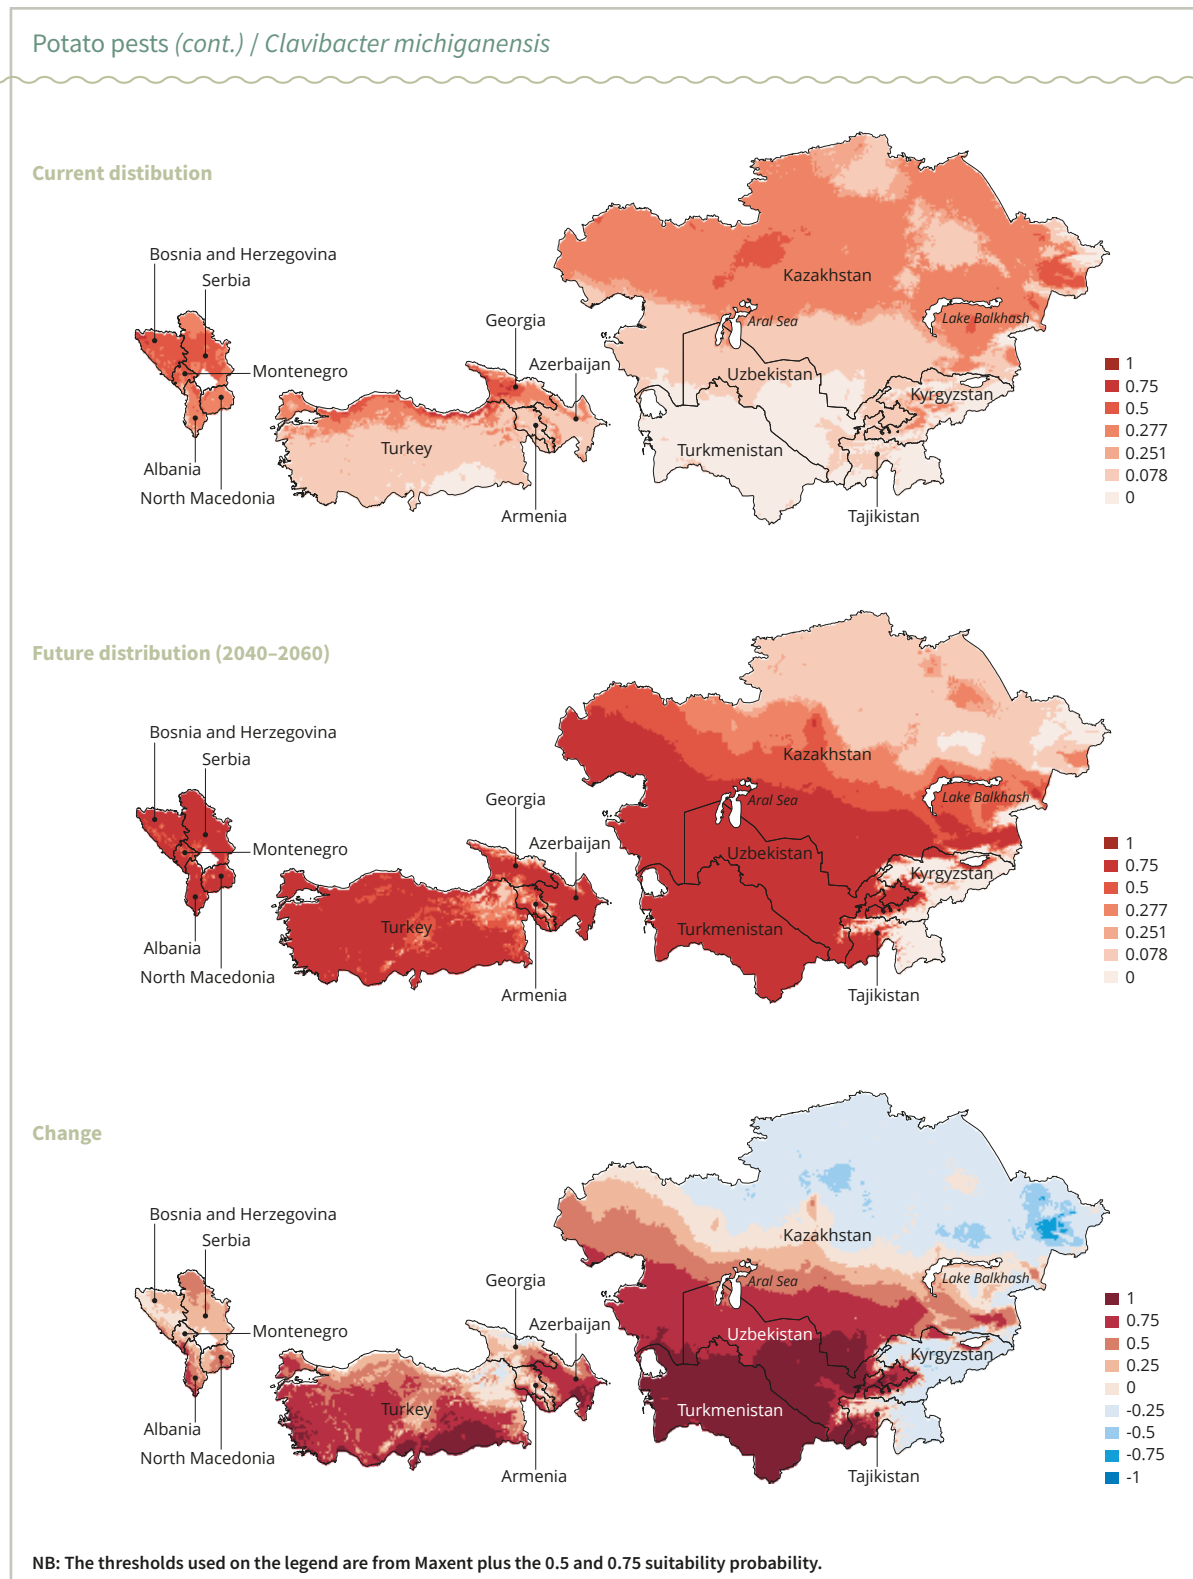 Potato pests (cont.) / Clavibacter michiganensis
Current distibution
Bosnia and Herzegovina
Serbia
Montenegro
Albania
North Macedonia
Georgia
Azerbaijan
Turkey
Armenia
Kazakhstan
Aral Sea
Lake Balkhash
Uzbekistan
Kyrgyzstan
Turkmenistan
Tajikistan
1
0.75
0.5
0.277
0.251
0.078
0
Future distribution (2040–2060)
Bosnia and Herzegovina
Serbia
Montenegro
Albania
North Macedonia
Georgia
Azerbaijan
Turkey
Armenia
Kazakhstan
Aral Sea
Lake Balkhash
Uzbekistan
Kyrgyzstan
Turkmenistan
Tajikistan
1
0.75
0.5
0.277
0.251
0.078
0
Change
Bosnia and Herzegovina
Serbia
Montenegro
Albania
North Macedonia
Georgia
Azerbaijan
Turkey
Armenia
Kazakhstan
Aral Sea
Lake Balkhash
Uzbekistan
Kyrgyzstan
Turkmenistan
Tajikistan
1
0.75
0.5
0.25
0
-0.25
-0.5
-0.75
-1
NB: The thresholds used on the legend are from Maxent plus the 0.5 and 0.75 suitability probability.